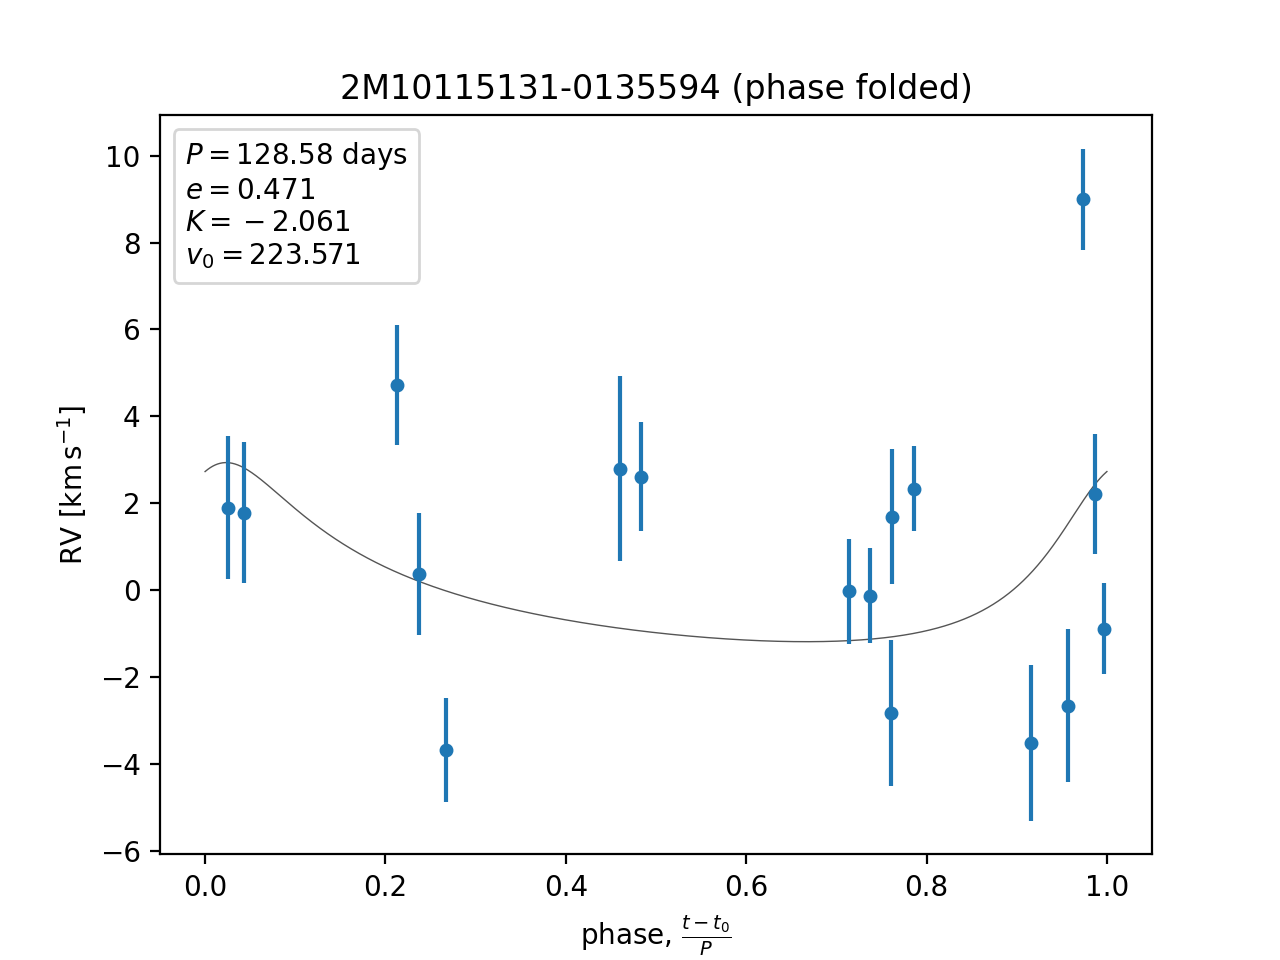 2M10115131-0135594 (phase folded)
P = 128.58 days
e = 0.471
K = −2.061
v₀ = 223.571
10
8
6
4
2
0
−2
−4
−6
RV [km s⁻¹]
0.0 0.2 0.4 0.6 0.8 1.0
phase, (t − t₀)/P